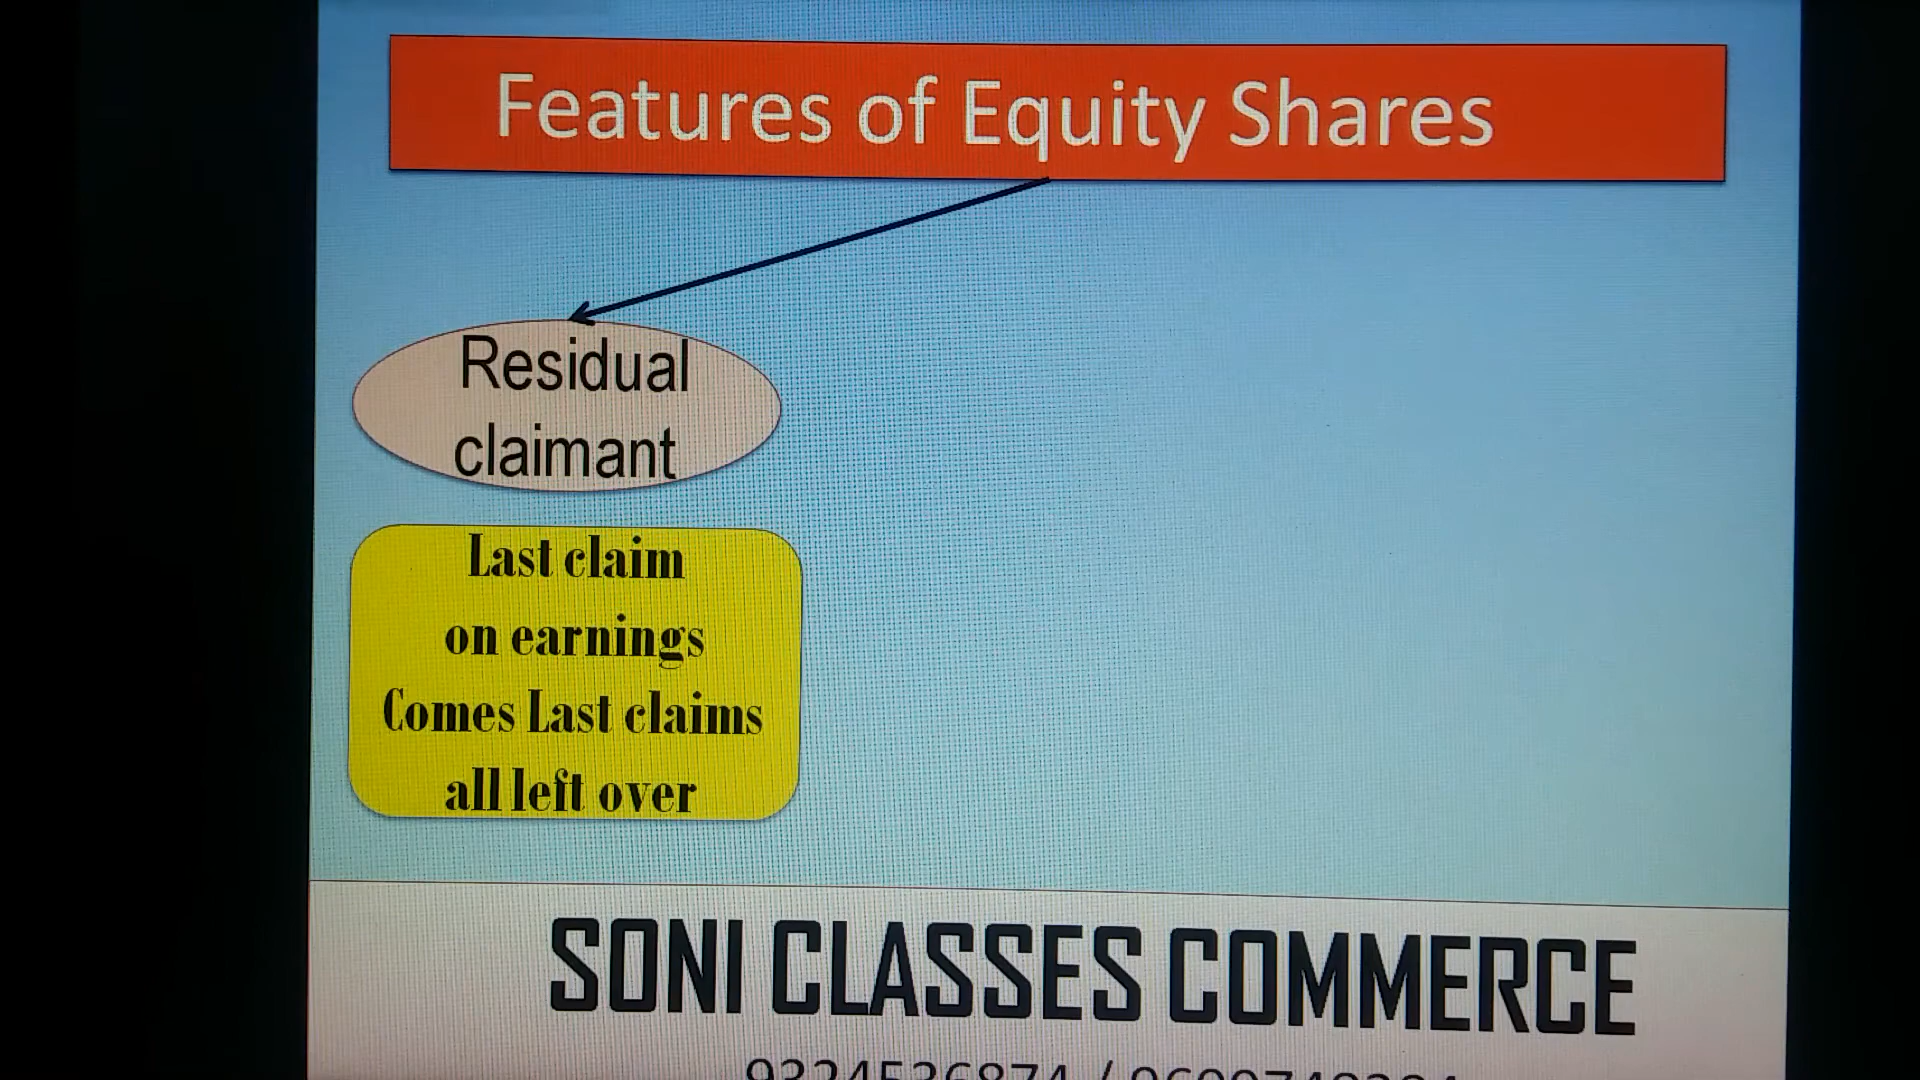 Features of Equity Shares
Residual
claimant
Last claim
on earnings
Comes Last claims
all left over
SONI CLASSES COMMERCE